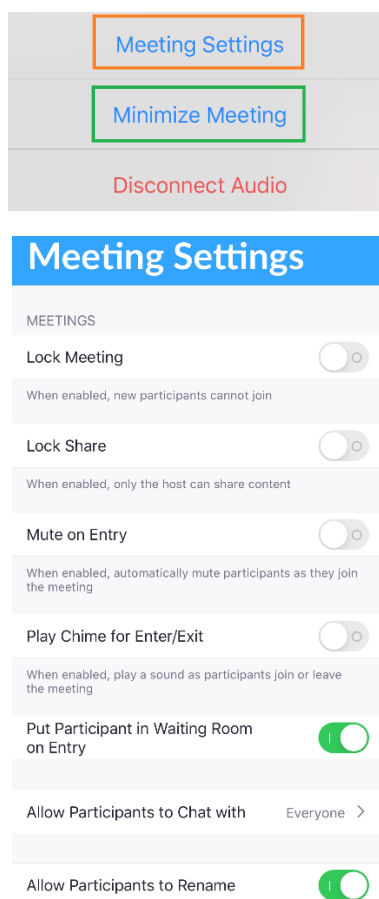 Meeting Settings
Minimize Meeting
Disconnect Audio
Meeting Settings
MEETINGS
Lock Meeting
When enabled, new participants cannot join
Lock Share
When enabled, only the host can share content
Mute on Entry
When enabled, automatically mute participants as they join
the meeting
Play Chime for Enter/Exit
When enabled, play a sound as participants join or leave
the meeting
Put Participant in Waiting Room
on Entry
Allow Participants to Chat with Everyone >
Allow Participants to Rename